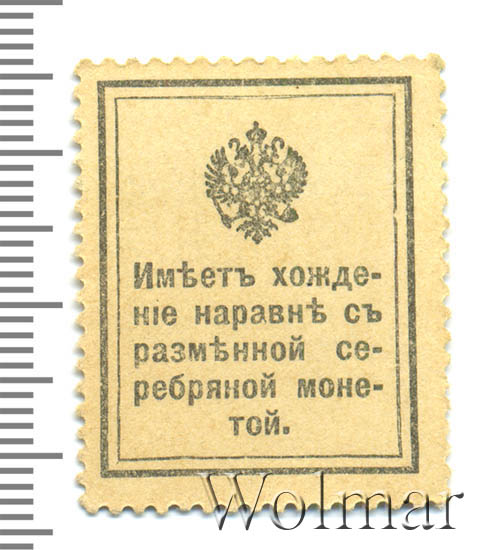 Имѣетъ хожде-
ніе наравнѣ съ
размѣнной се-
ребряной моне-
той.
Wolmar